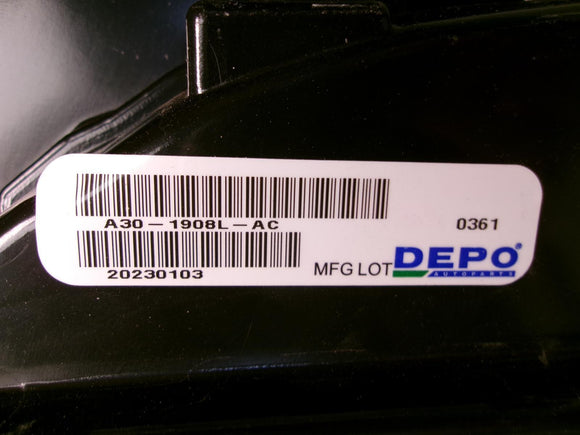 A30-1908L-AC
0361
20230103
MFG LOT
DEPO®
AUTOPARTS